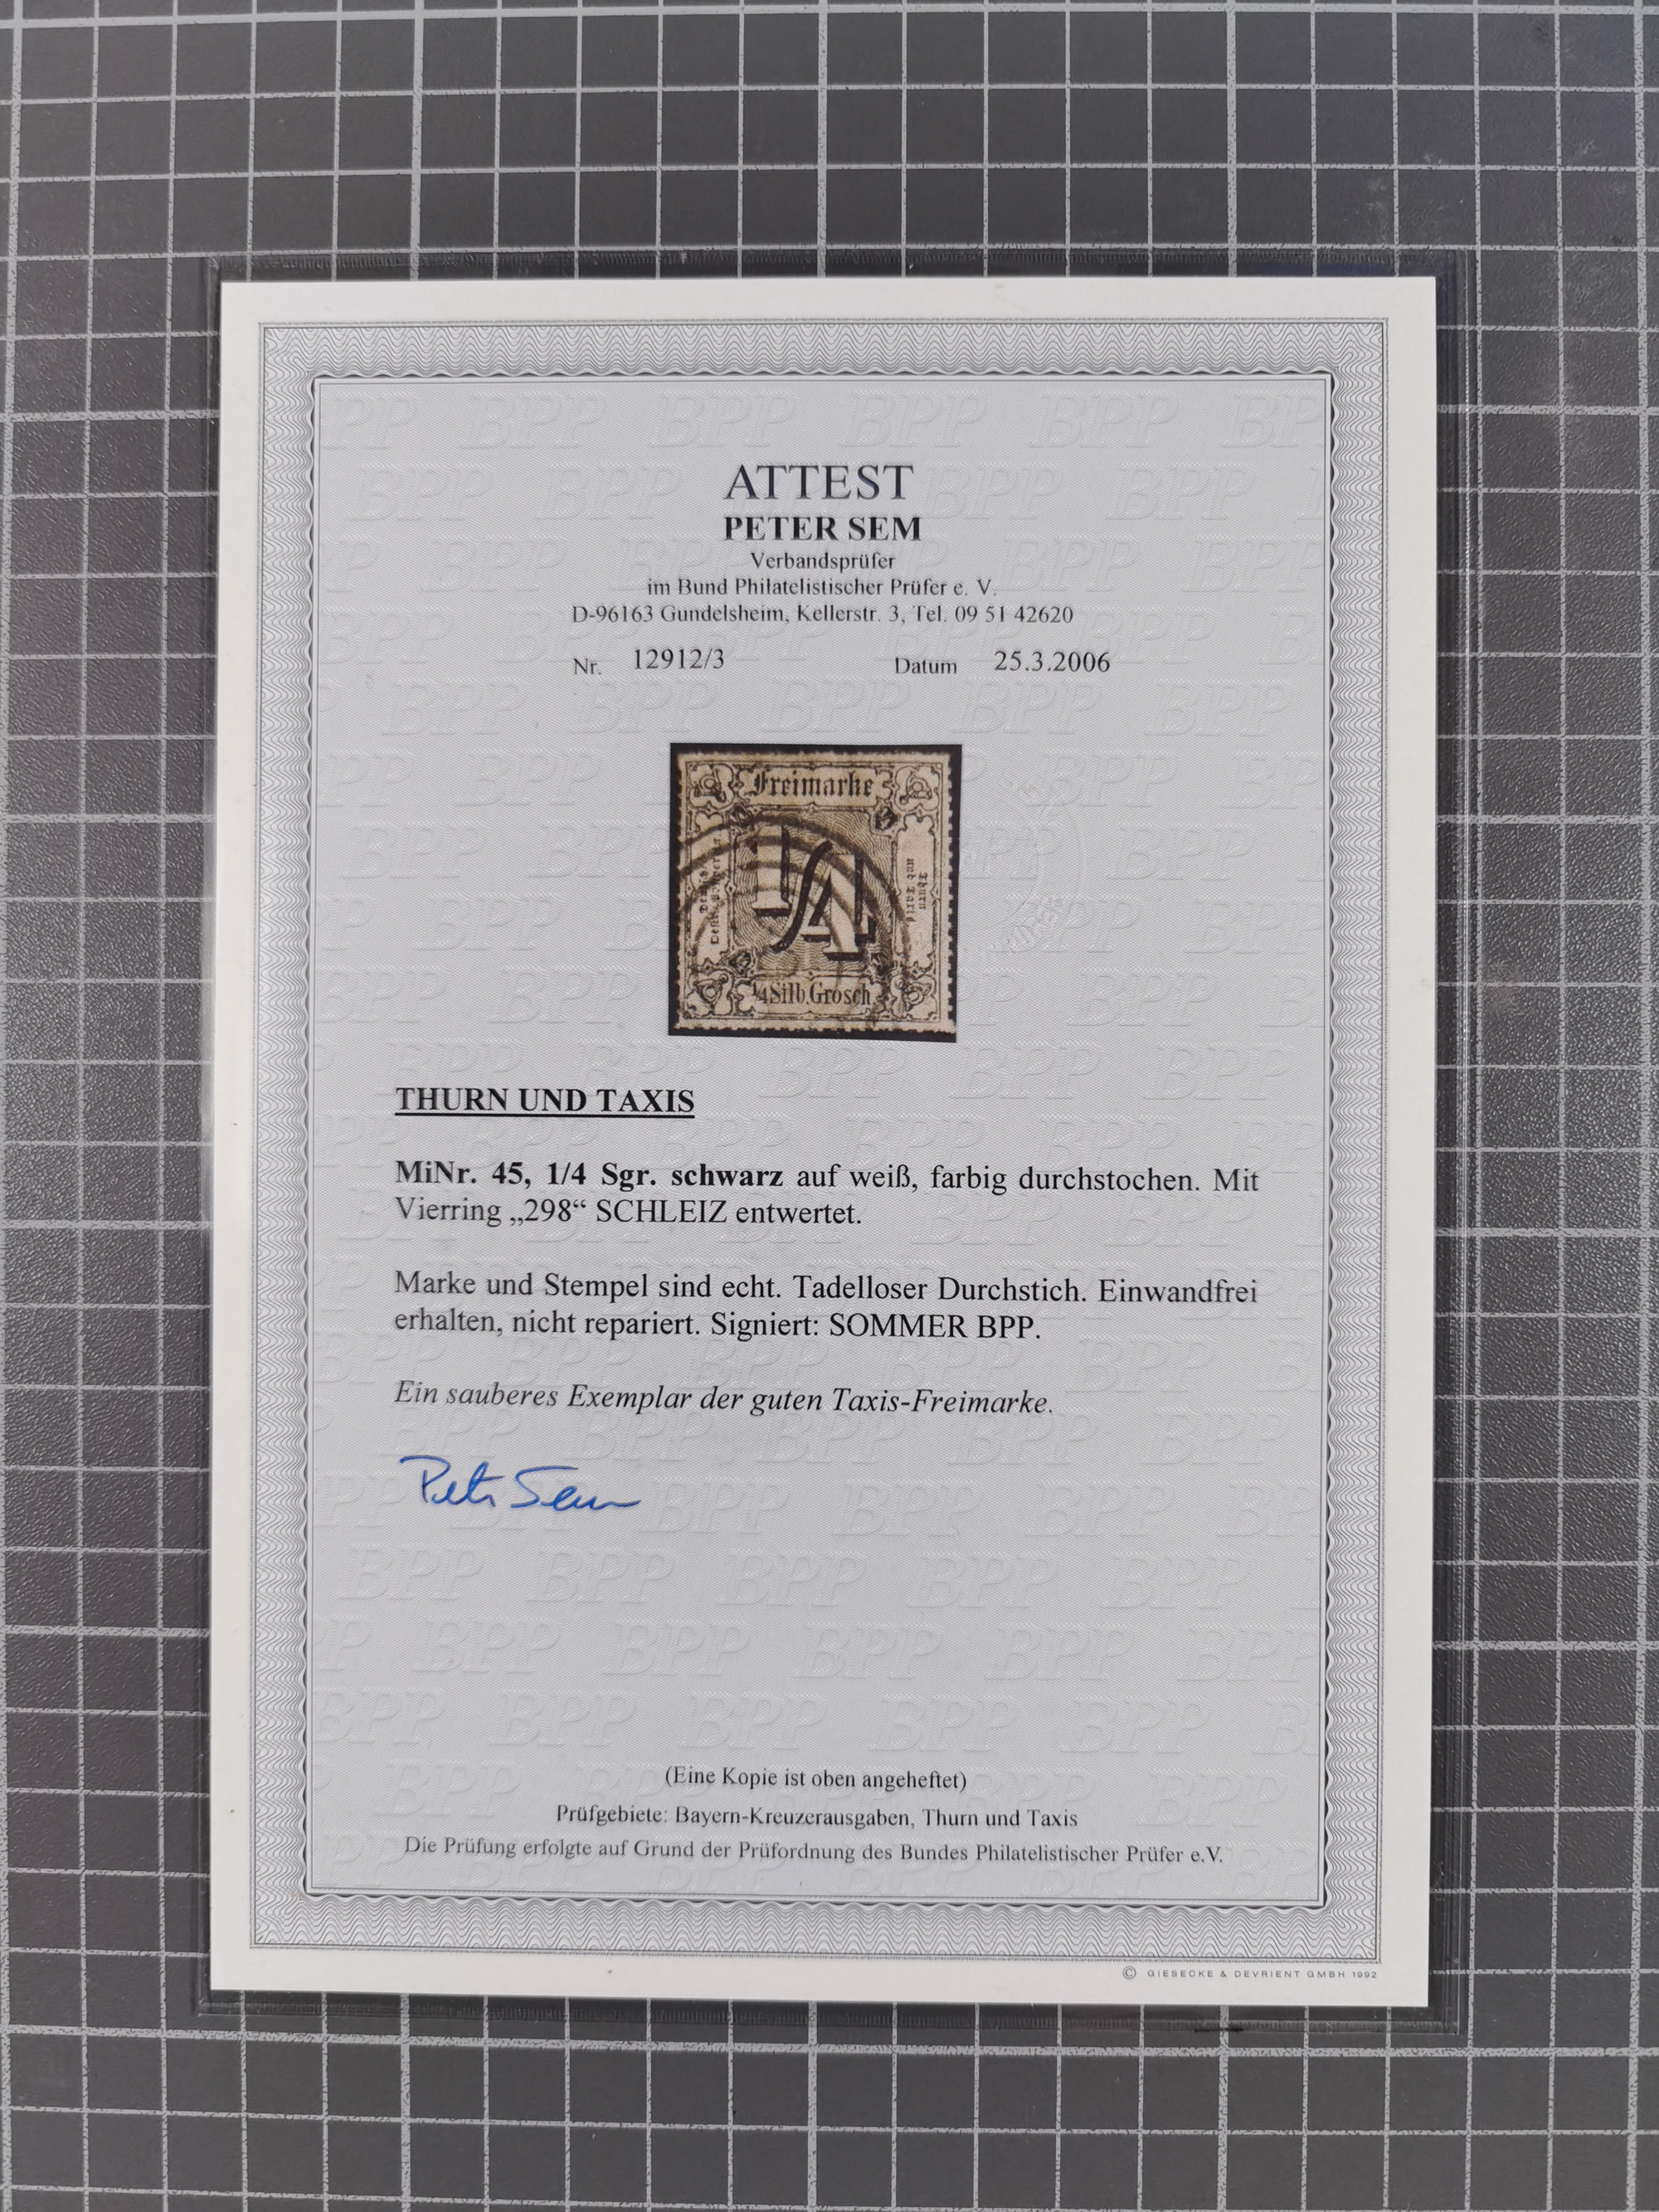 ATTEST
PETER SEM
Verbandsprüfer
im Bund Philatelistischer Prüfer e. V.
D-96163 Gundelsheim, Kellerstr. 3, Tel. 09 51 42620
Nr. 12912/3 Datum 25.3.2006
Freimarke
1/4
Thurn
und Taxis
1/4 Silb. Grosch.
THURN UND TAXIS
MiNr. 45, 1/4 Sgr. schwarz auf weiß, farbig durchstochen. Mit
Vierring „298“ SCHLEIZ entwertet.
Marke und Stempel sind echt. Tadelloser Durchstich. Einwandfrei
erhalten, nicht repariert. Signiert: SOMMER BPP.
Ein sauberes Exemplar der guten Taxis-Freimarke.
Peter Sem
(Eine Kopie ist oben angeheftet)
Prüfgebiete: Bayern-Kreuzerausgaben, Thurn und Taxis
Die Prüfung erfolgte auf Grund der Prüfordnung des Bundes Philatelistischer Prüfer e.V.
© GIESECKE & DEVRIENT GMBH 1992